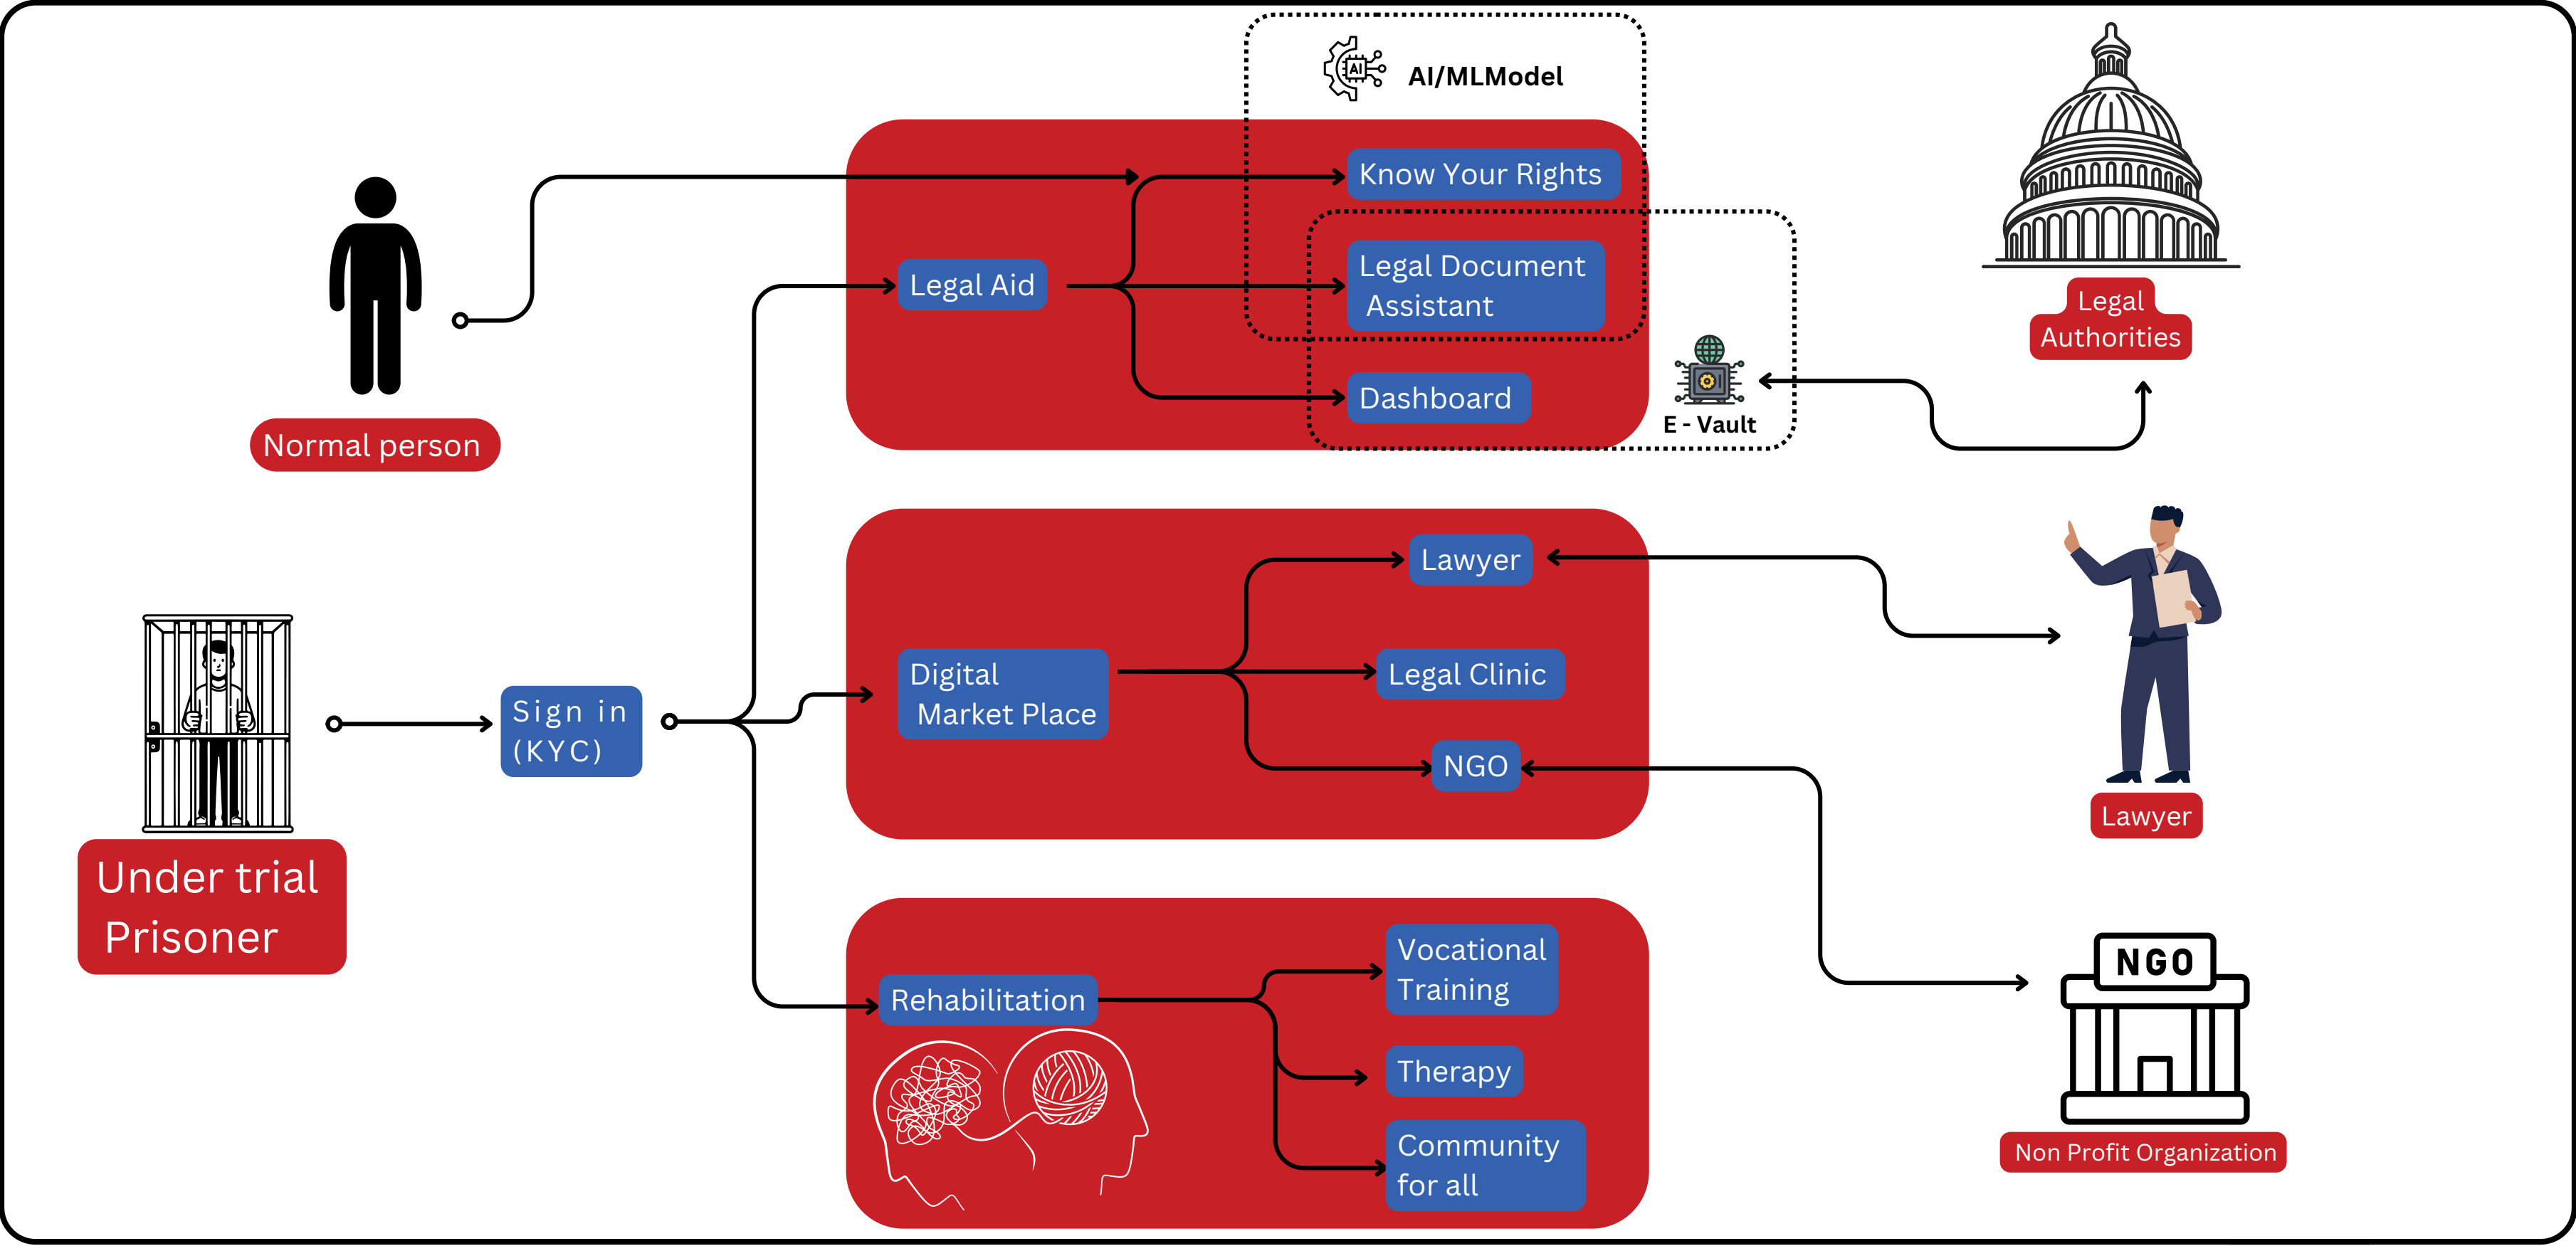 AI
AI/MLModel
Know Your Rights
Legal Document
Assistant
Legal Aid
Dashboard
E - Vault
Legal
Authorities
Normal person
Lawyer
Digital
Market Place
Legal Clinic
NGO
Sign in
(KYC)
Lawyer
Under trial
Prisoner
Rehabilitation
Vocational
Training
Therapy
Community
for all
NGO
Non Profit Organization